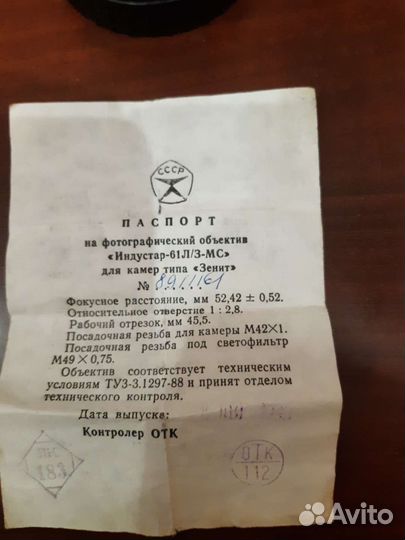 СССР
ПАСПОРТ
на фотографический объектив
«Индустар-61Л/З-МС»
для камер типа «Зенит»
№ 8911161
Фокусное расстояние, мм 52,42 ± 0,52.
Относительное отверстие 1 : 2,8.
Рабочий отрезок, мм 45,5.
Посадочная резьба для камеры М42×1.
Посадочная резьба под светофильтр
М49 × 0,75.
Объектив соответствует техническим
условиям ТУ3-3.1297-88 и принят отделом
технического контроля.
Дата выпуска:
Контролер ОТК
183
ОТК
112
Avito